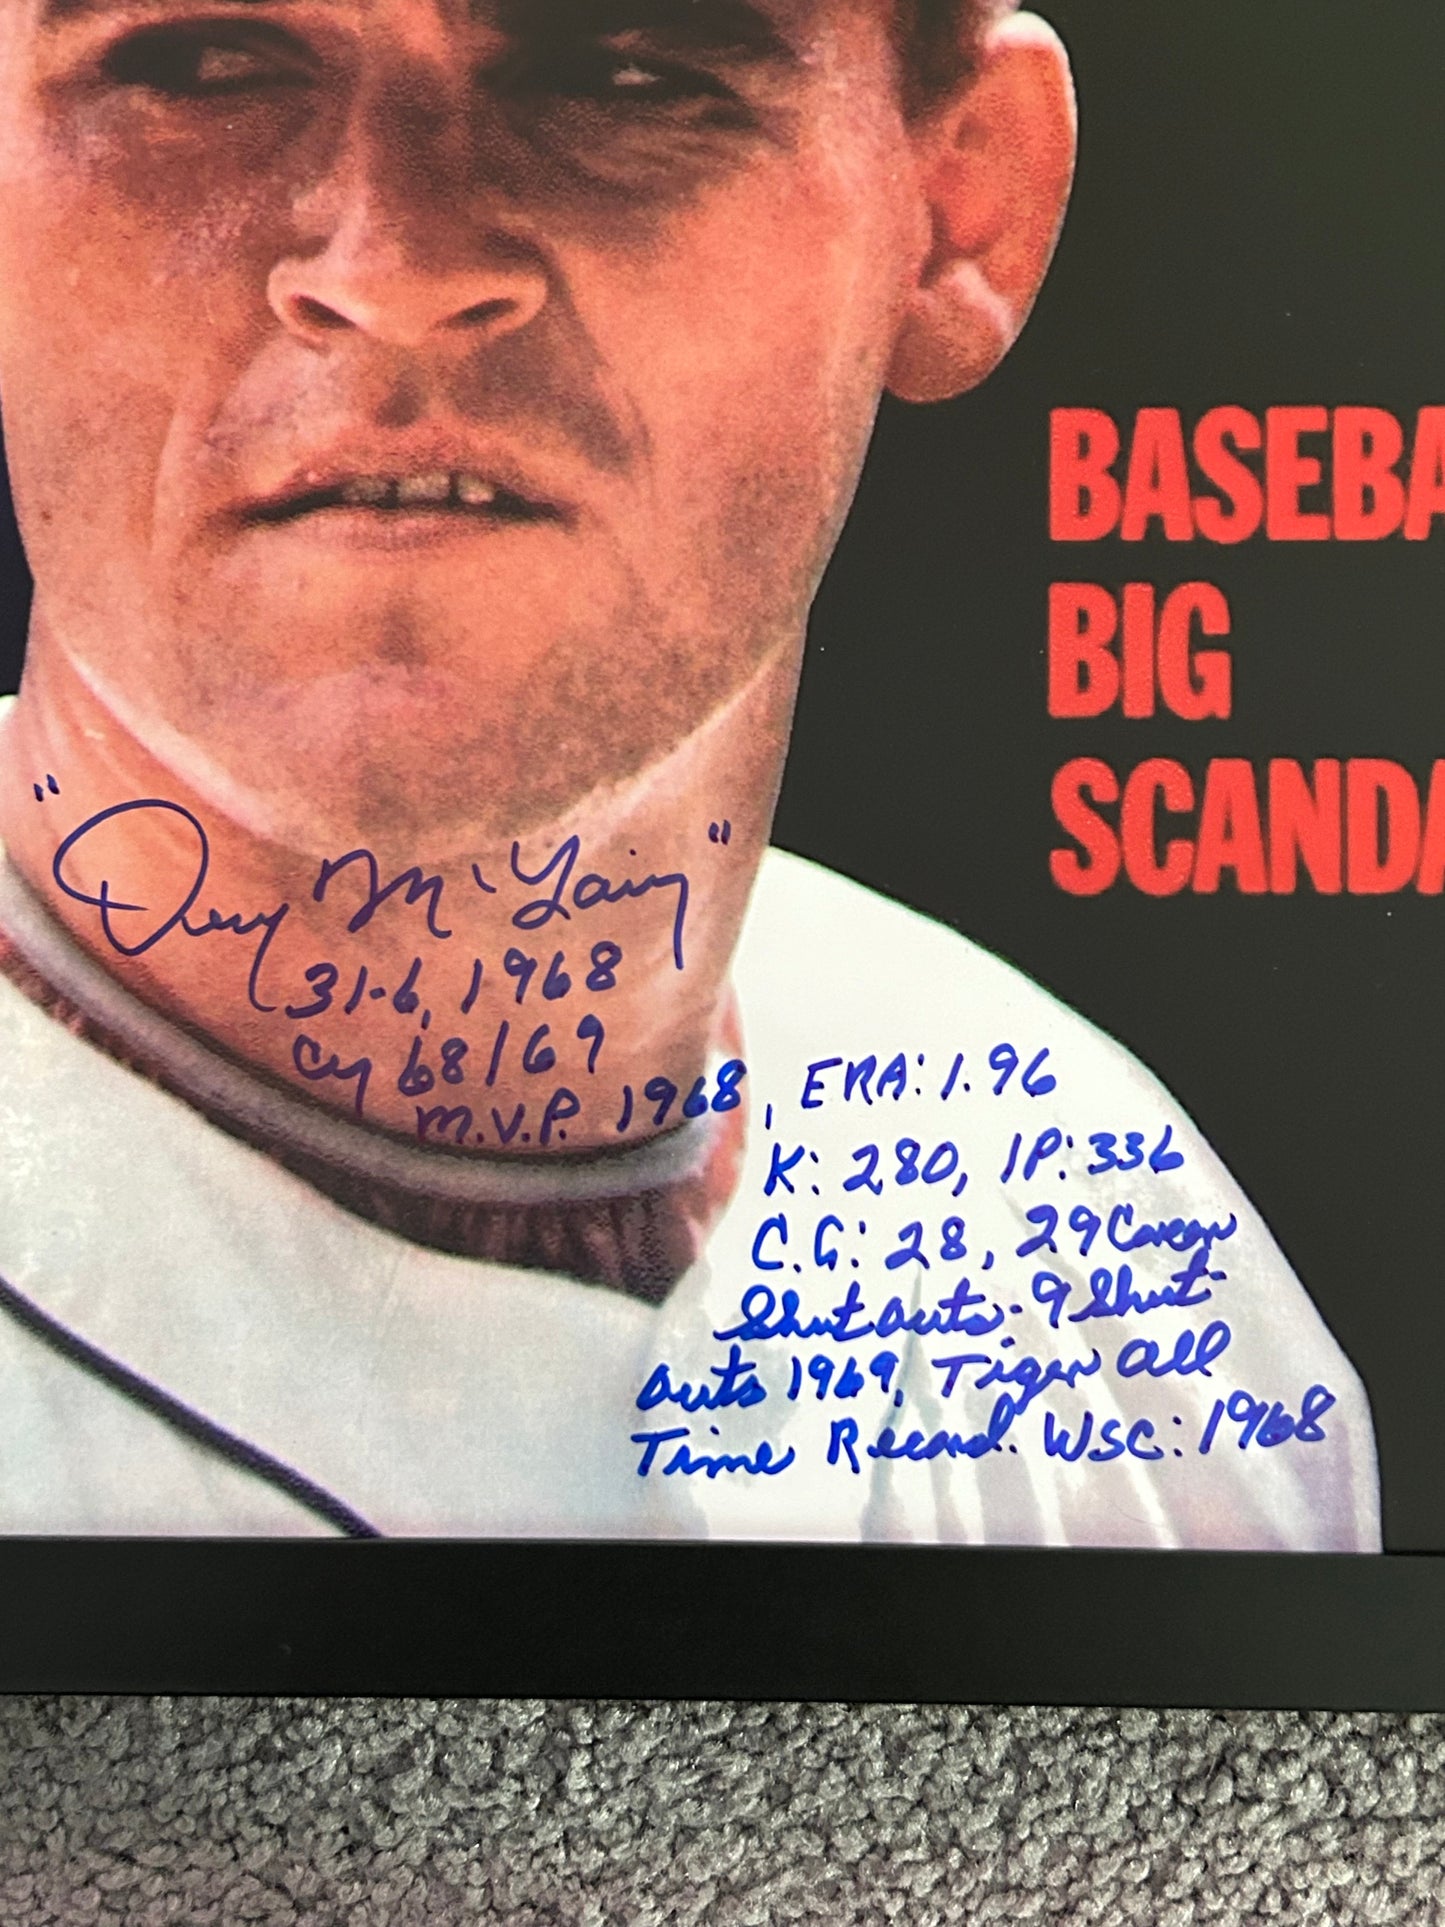 BASEBA
BIG
SCANDA
"Denny McLain"
31-6, 1968
Cy 68/69
M.V.P. 1968, ERA: 1.96
K: 280, IP: 336
C.G: 28, 29 Career
Shutouts - 9 Shut-
outs 1969, Tiger all
Time Record. WSC: 1968